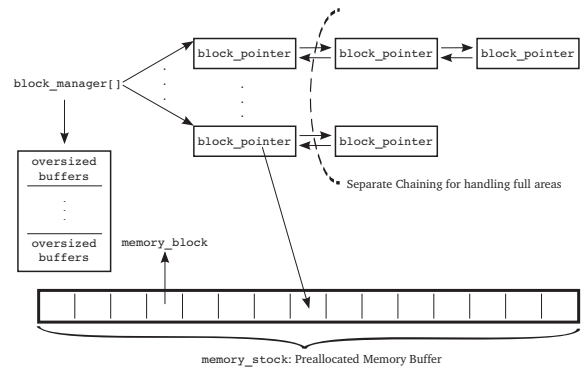 block_pointer
block_pointer
block_pointer
block_manager[]
block_pointer
block_pointer
oversized
buffers
Separate Chaining for handling full areas
oversized
buffers
memory_block
memory_stock: Preallocated Memory Buffer